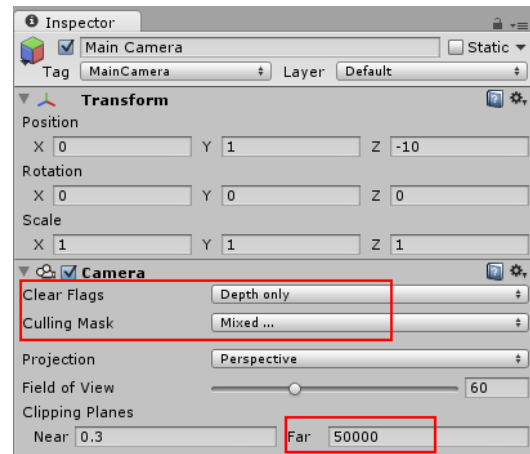 Inspector
Main Camera Static
Tag MainCamera Layer Default
Transform
Position
X 0 Y 1 Z -10
Rotation
X 0 Y 0 Z 0
Scale
X 1 Y 1 Z 1
Camera
Clear Flags Depth only
Culling Mask Mixed ...
Projection Perspective
Field of View 60
Clipping Planes
Near 0.3 Far 50000